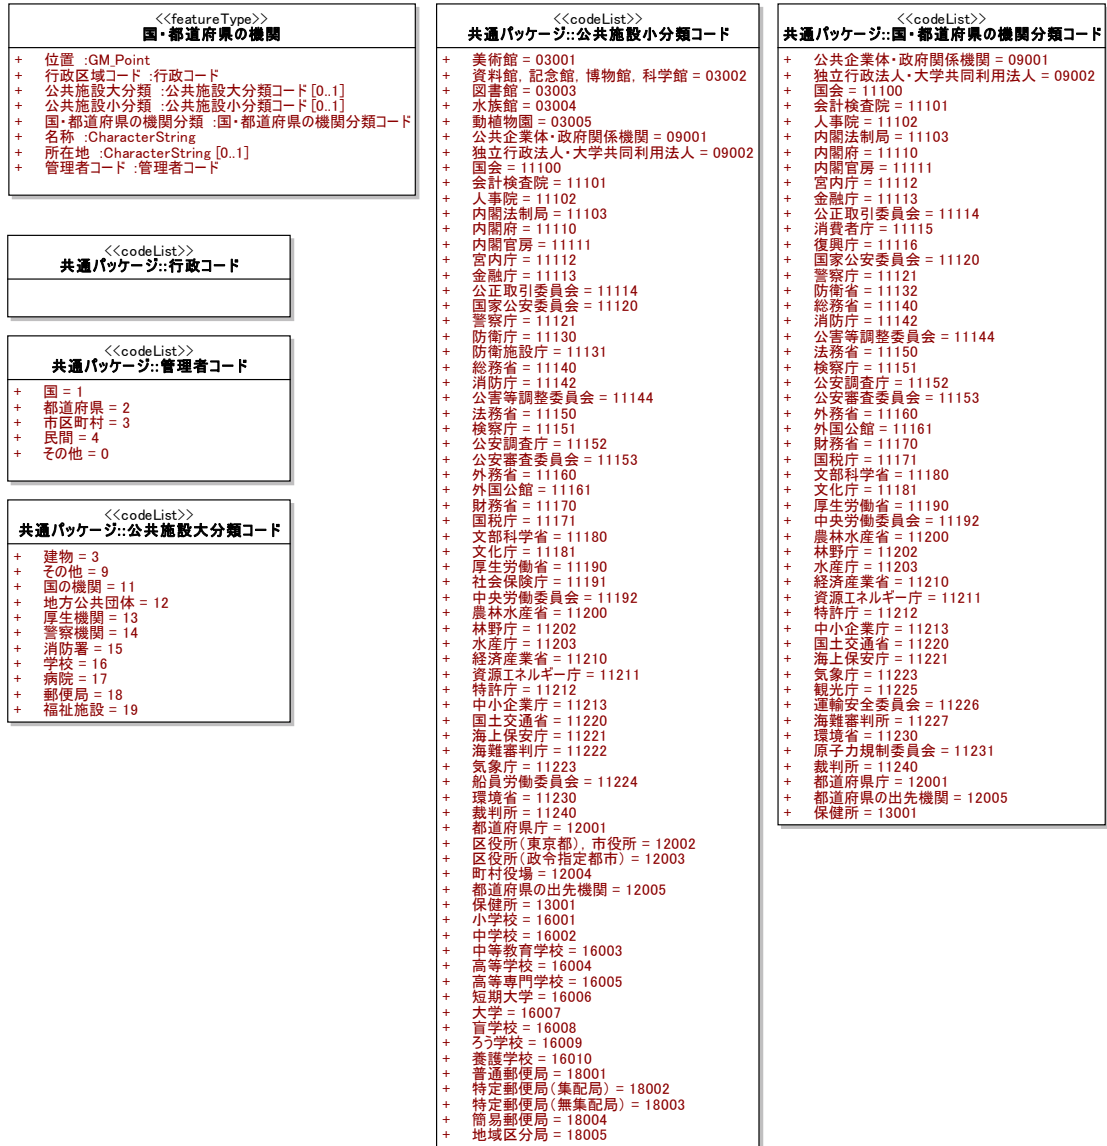 <<featureType>>
国・都道府県の機関
+ 位置 :GM_Point
+ 行政区域コード :行政コード
+ 公共施設大分類 :公共施設大分類コード [0..1]
+ 公共施設小分類 :公共施設小分類コード [0..1]
+ 国・都道府県の機関分類 :国・都道府県の機関分類コード
+ 名称 :CharacterString
+ 所在地 :CharacterString [0..1]
+ 管理者コード :管理者コード
<<codeList>>
共通パッケージ::行政コード
<<codeList>>
共通パッケージ::管理者コード
+ 国 = 1
+ 都道府県 = 2
+ 市区町村 = 3
+ 民間 = 4
+ その他 = 0
<<codeList>>
共通パッケージ::公共施設大分類コード
+ 建物 = 3
+ その他 = 9
+ 国の機関 = 11
+ 地方公共団体 = 12
+ 厚生機関 = 13
+ 警察機関 = 14
+ 消防署 = 15
+ 学校 = 16
+ 病院 = 17
+ 郵便局 = 18
+ 福祉施設 = 19
<<codeList>>
共通パッケージ::公共施設小分類コード
+ 美術館 = 03001
+ 資料館, 記念館, 博物館, 科学館 = 03002
+ 図書館 = 03003
+ 水族館 = 03004
+ 動植物園 = 03005
+ 公共企業体・政府関係機関 = 09001
+ 独立行政法人・大学共同利用法人 = 09002
+ 国会 = 11100
+ 会計検査院 = 11101
+ 人事院 = 11102
+ 内閣法制局 = 11103
+ 内閣府 = 11110
+ 内閣官房 = 11111
+ 宮内庁 = 11112
+ 金融庁 = 11113
+ 公正取引委員会 = 11114
+ 国家公安委員会 = 11120
+ 警察庁 = 11121
+ 防衛庁 = 11130
+ 防衛施設庁 = 11131
+ 総務省 = 11140
+ 消防庁 = 11142
+ 公害等調整委員会 = 11144
+ 法務省 = 11150
+ 検察庁 = 11151
+ 公安調査庁 = 11152
+ 公安審査委員会 = 11153
+ 外務省 = 11160
+ 外国公館 = 11161
+ 財務省 = 11170
+ 国税庁 = 11171
+ 文部科学省 = 11180
+ 文化庁 = 11181
+ 厚生労働省 = 11190
+ 社会保険庁 = 11191
+ 中央労働委員会 = 11192
+ 農林水産省 = 11200
+ 林野庁 = 11202
+ 水産庁 = 11203
+ 経済産業省 = 11210
+ 資源エネルギー庁 = 11211
+ 特許庁 = 11212
+ 中小企業庁 = 11213
+ 国土交通省 = 11220
+ 海上保安庁 = 11221
+ 海難審判庁 = 11222
+ 気象庁 = 11223
+ 船員労働委員会 = 11224
+ 環境省 = 11230
+ 裁判所 = 11240
+ 都道府県庁 = 12001
+ 区役所(東京都), 市役所 = 12002
+ 区役所(政令指定都市) = 12003
+ 町村役場 = 12004
+ 都道府県の出先機関 = 12005
+ 保健所 = 13001
+ 小学校 = 16001
+ 中学校 = 16002
+ 中等教育学校 = 16003
+ 高等学校 = 16004
+ 高等専門学校 = 16005
+ 短期大学 = 16006
+ 大学 = 16007
+ 盲学校 = 16008
+ ろう学校 = 16009
+ 養護学校 = 16010
+ 普通郵便局 = 18001
+ 特定郵便局(集配局) = 18002
+ 特定郵便局(無集配局) = 18003
+ 簡易郵便局 = 18004
+ 地域区分局 = 18005
<<codeList>>
共通パッケージ::国・都道府県の機関分類コード
+ 公共企業体・政府関係機関 = 09001
+ 独立行政法人・大学共同利用法人 = 09002
+ 国会 = 11100
+ 会計検査院 = 11101
+ 人事院 = 11102
+ 内閣法制局 = 11103
+ 内閣府 = 11110
+ 内閣官房 = 11111
+ 宮内庁 = 11112
+ 金融庁 = 11113
+ 公正取引委員会 = 11114
+ 消費者庁 = 11115
+ 復興庁 = 11116
+ 国家公安委員会 = 11120
+ 警察庁 = 11121
+ 防衛省 = 11132
+ 総務省 = 11140
+ 消防庁 = 11142
+ 公害等調整委員会 = 11144
+ 法務省 = 11150
+ 検察庁 = 11151
+ 公安調査庁 = 11152
+ 公安審査委員会 = 11153
+ 外務省 = 11160
+ 外国公館 = 11161
+ 財務省 = 11170
+ 国税庁 = 11171
+ 文部科学省 = 11180
+ 文化庁 = 11181
+ 厚生労働省 = 11190
+ 中央労働委員会 = 11192
+ 農林水産省 = 11200
+ 林野庁 = 11202
+ 水産庁 = 11203
+ 経済産業省 = 11210
+ 資源エネルギー庁 = 11211
+ 特許庁 = 11212
+ 中小企業庁 = 11213
+ 国土交通省 = 11220
+ 海上保安庁 = 11221
+ 気象庁 = 11223
+ 観光庁 = 11225
+ 運輸安全委員会 = 11226
+ 海難審判所 = 11227
+ 環境省 = 11230
+ 原子力規制委員会 = 11231
+ 裁判所 = 11240
+ 都道府県庁 = 12001
+ 都道府県の出先機関 = 12005
+ 保健所 = 13001